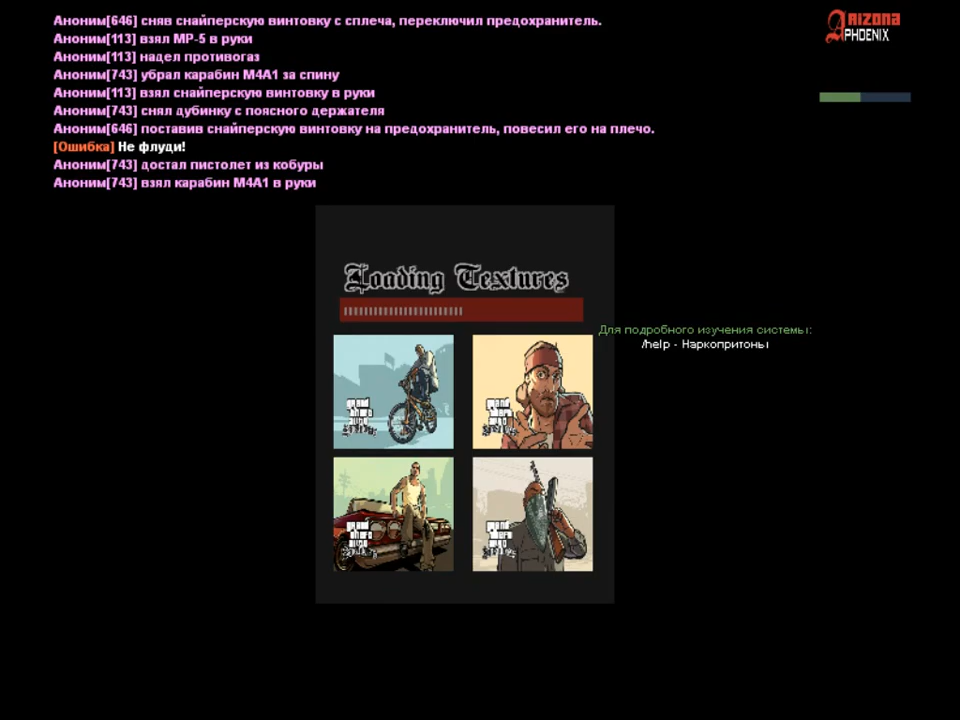 Аноним[646] сняв снайперскую винтовку с сплеча, переключил предохранитель.
Аноним[113] взял MP-5 в руки
Аноним[113] надел противогаз
Аноним[743] убрал карабин M4A1 за спину
Аноним[113] взял снайперскую винтовку в руки
Аноним[743] снял дубинку с поясного держателя
Аноним[646] поставив снайперскую винтовку на предохранитель, повесил его на плечо.
[Ошибка] Не флуди!
Аноним[743] достал пистолет из кобуры
Аноним[743] взял карабин M4A1 в руки
ARIZONA
PHOENIX
Loading Textures
Для подробного изучения системы:
/help - Наркопритоны